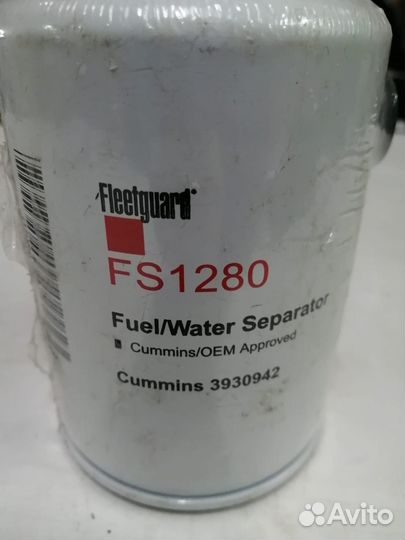 Fleetguard
FS1280
Fuel/Water Separator
Cummins/OEM Approved
Cummins 3930942
Avito